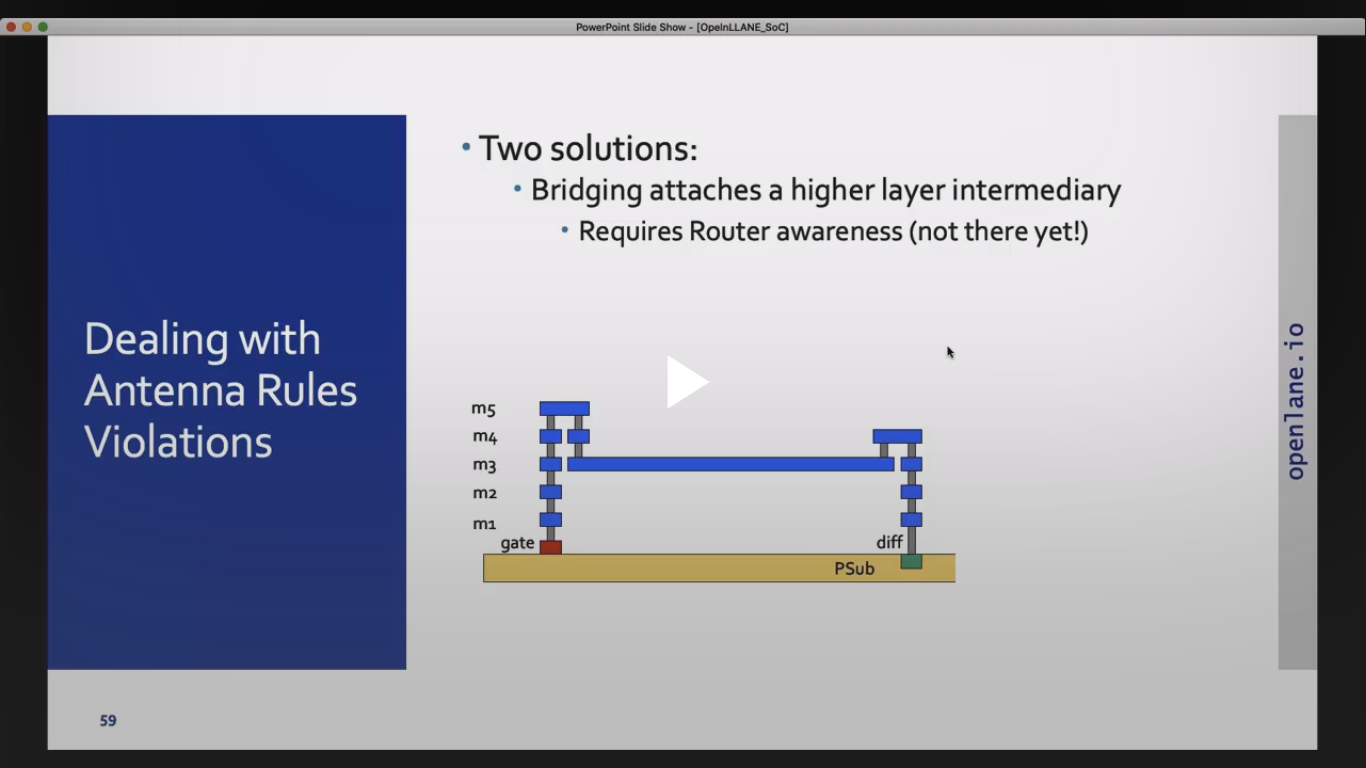 PowerPoint Slide Show - [OpeInLLANE_SoC]
Dealing with
Antenna Rules
Violations
• Two solutions:
• Bridging attaches a higher layer intermediary
• Requires Router awareness (not there yet!)
m5
m4
m3
m2
m1
gate
diff
PSub
openlane.io
59